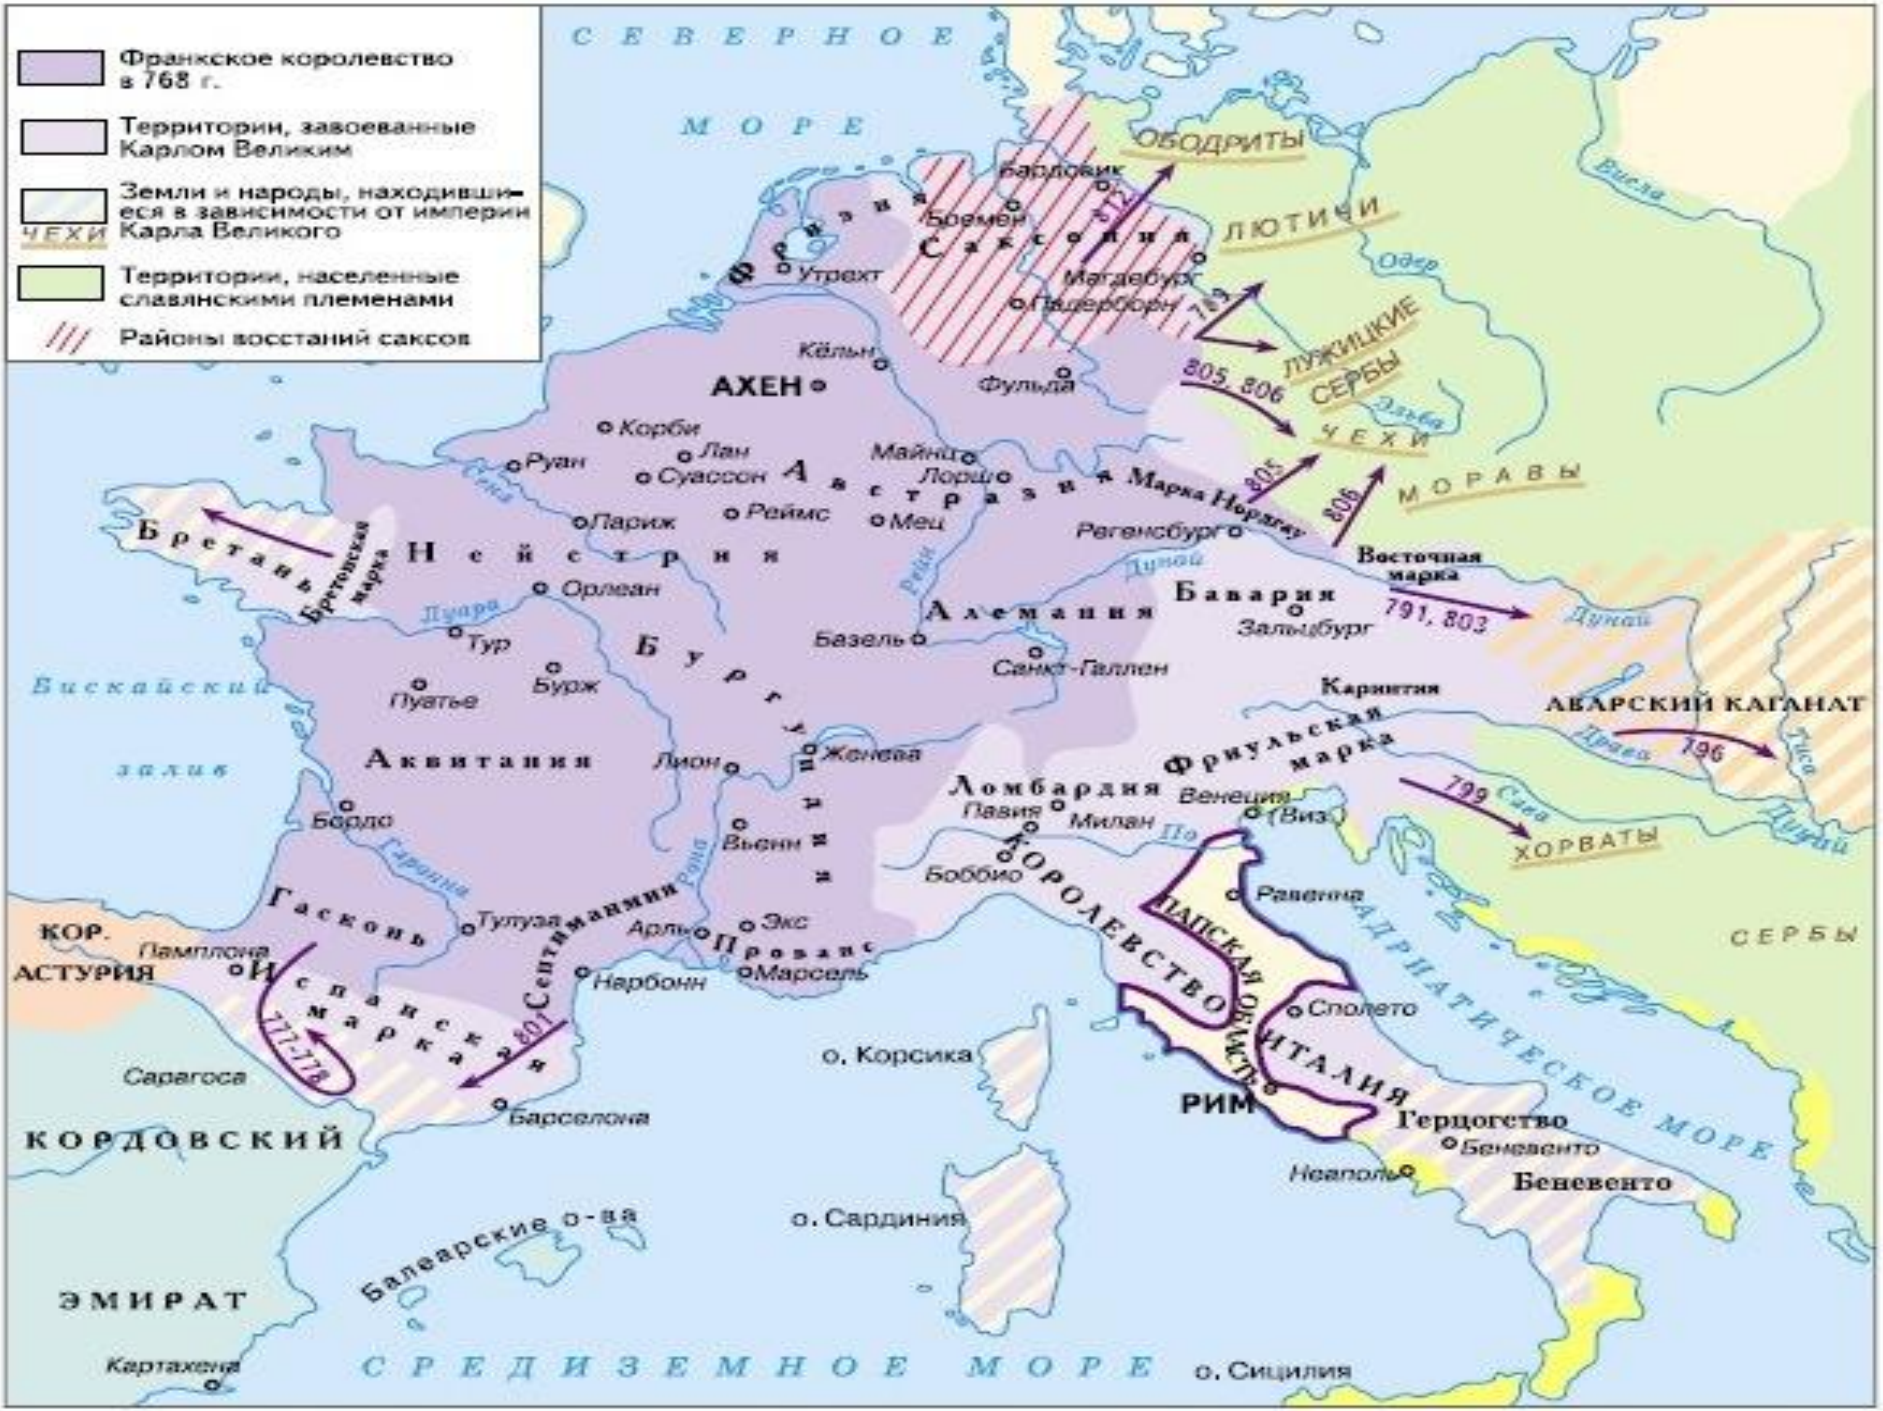 Франкское королевство
в 768 г.
Территории, завоеванные
Карлом Великим
Земли и народы, находивши-
еся в зависимости от империи
ЧЕХИ Карла Великого
Территории, населенные
славянскими племенами
Районы восстаний саксов
СЕВЕРНОЕ
МОРЕ
ОБОДРИТЫ
Бардовик
812
Висла
Фризия
Бремен
Саксония
ЛЮТИЧИ
Утрехт
Магдебург
Одер
Падерборн
789
ЛУЖИЦКИЕ
СЕРБЫ
Кёльн
АХЕН
Фульда
805, 806
Эльба
Корби
ЧЕХИ
Руан
Лан
Майнц
Суассон
Лорш
Австразия
Марка Нордгау
805
806
МОРАВЫ
Сена
Париж
Реймс
Мец
Регенсбург
Бретань
Бретонская
марка
Нейстрия
Рейн
Дунай
Восточная
марка
Орлеан
Алемания
Бавария
791, 803
Дунай
Луара
Тур
Базель
Зальцбург
Бургундия
Санкт-Галлен
Бискайский
залив
Пуатье
Бурж
Каринтия
АВАРСКИЙ КАГАНАТ
Фриульская
марка
Драва
796
Тиса
Аквитания
Лион
Женева
Ломбардия
Венеция
(Виз.)
799
Сава
Дунай
Павия
Милан
По
ХОРВАТЫ
Бордо
Вьенн
Гаронна
Рона
Боббио
КОРОЛЕВСТВО
ИТАЛИЯ
Равенна
ПАПСКАЯ ОБЛАСТЬ
СЕРБЫ
Гасконь
Тулуза
Септимания
Арль
Экс
Прованс
Марсель
Нарбонн
КОР.
АСТУРИЯ
Памплона
Испанская
марка
777-778
801
АДРИАТИЧЕСКОЕ МОРЕ
Сполето
о. Корсика
Сарагоса
Барселона
РИМ
Герцогство
Беневенто
Беневенто
Неаполь
КОРДОВСКИЙ
ЭМИРАТ
Балеарские о-ва
о. Сардиния
Картахена
СРЕДИЗЕМНОЕ МОРЕ
о. Сицилия